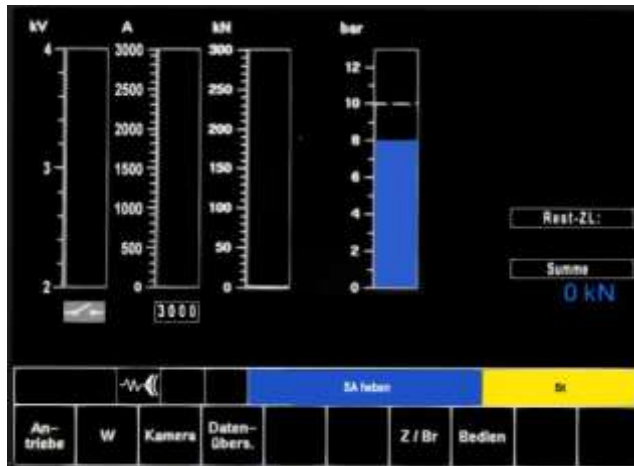 kV A kN bar
4 3000 300
12
2500 250
10
2000 200
8
3 1500 150
6
1000 100
4
Rest-ZL:
500 50
2
Summe
2 0 0 0
0 kN
3000
SA heben St
An-
triebe
W
Kamera
Daten-
übers.
Z / Br
Bedien